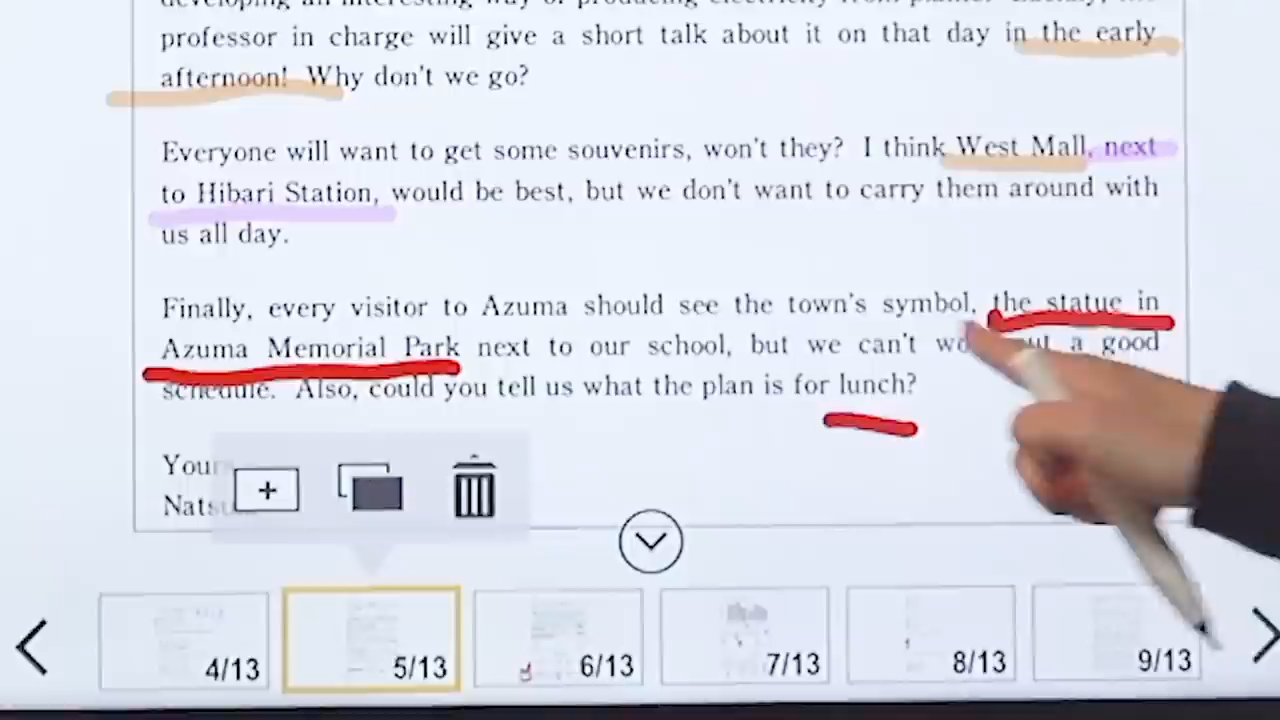 professor in charge will give a short talk about it on that day in the early
afternoon! Why don't we go?
Everyone will want to get some souvenirs, won't they? I think West Mall, next
to Hibari Station, would be best, but we don't want to carry them around with
us all day.
Finally, every visitor to Azuma should see the town's symbol, the statue in
Azuma Memorial Park next to our school, but we can't a good
schedule. Also, could you tell us what the plan is for lunch?
4/13
5/13
6/13
7/13
8/13
9/13